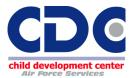 CDC
child development center
Air Force Services